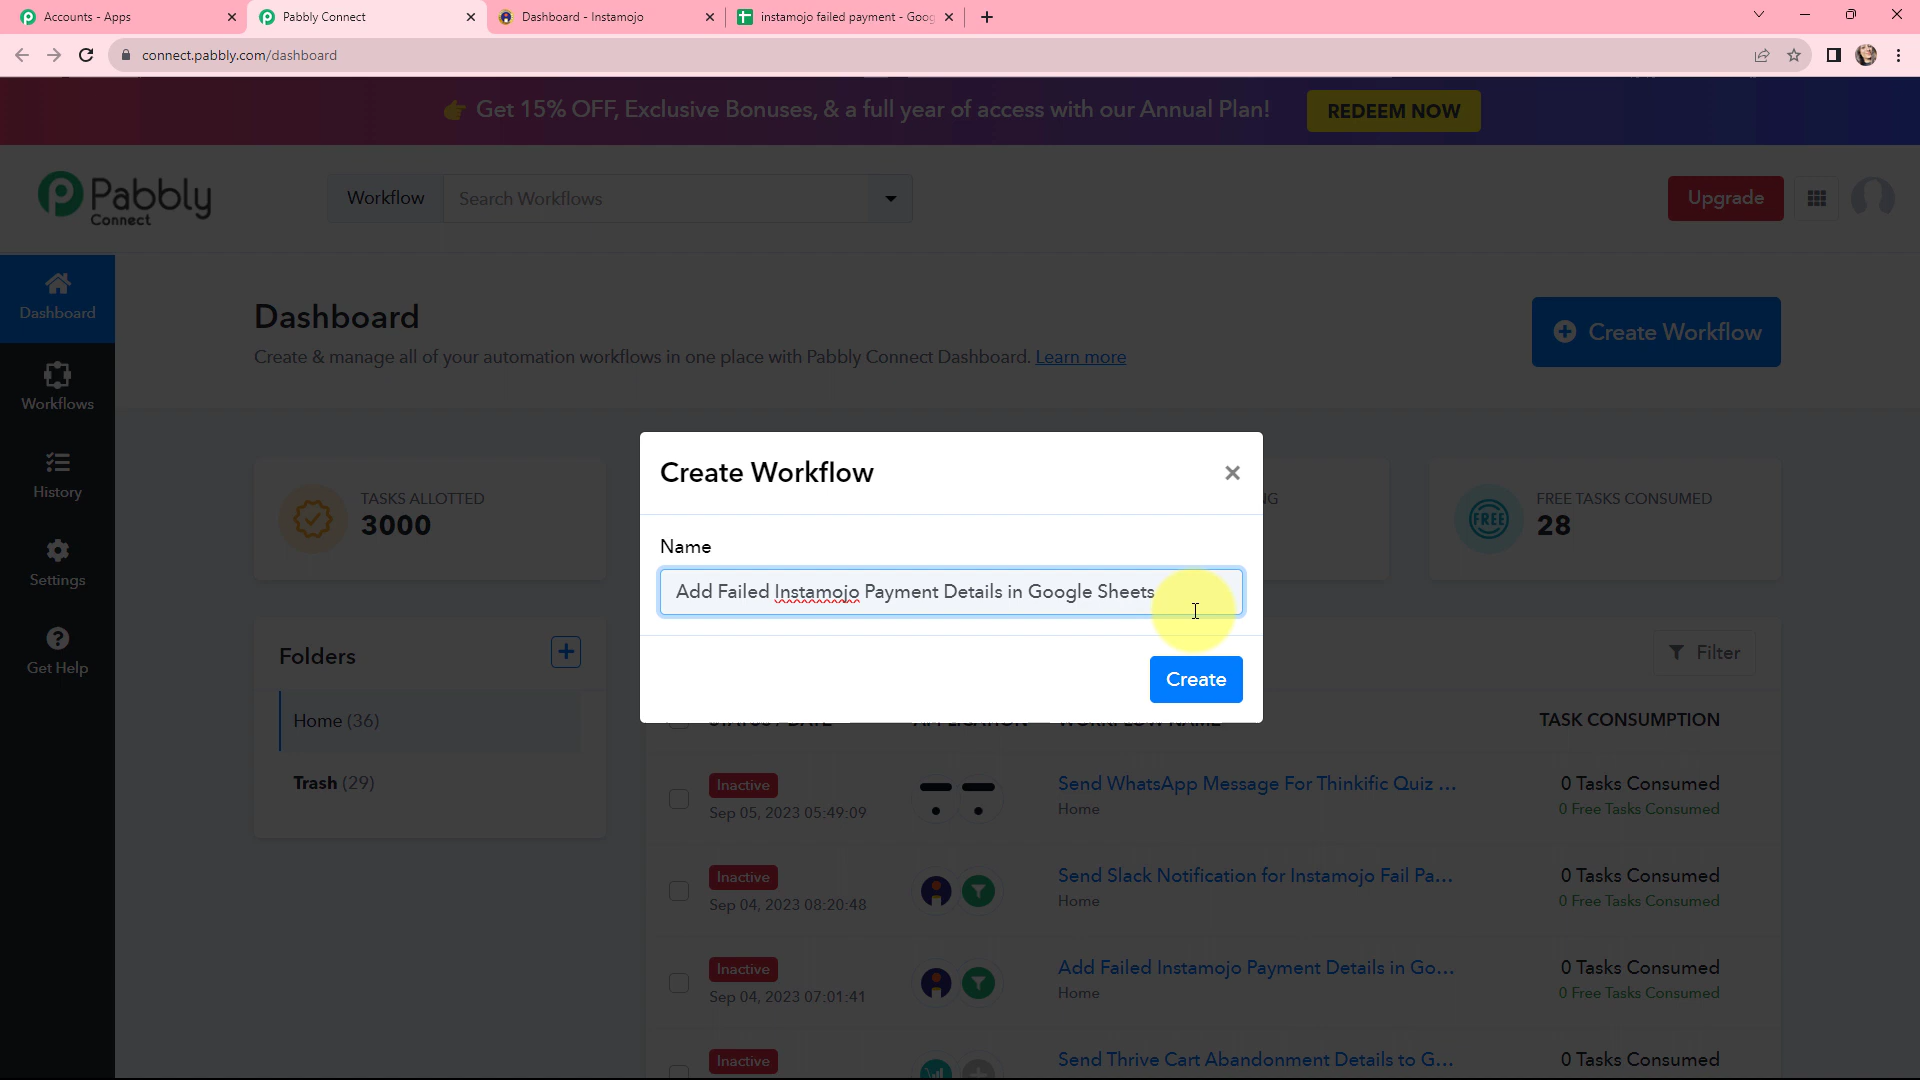 Accounts - Apps
Pabbly Connect
Dashboard - Instamojo
instamojo failed payment - Goog
connect.pabbly.com/dashboard
Get 15% OFF, Exclusive Bonuses, & a full year of access with our Annual Plan!
REDEEM NOW
Pabbly
Connect
Workflow
Search Workflows
Upgrade
Dashboard
Workflows
History
Settings
Get Help
Dashboard
Create & manage all of your automation workflows in one place with Pabbly Connect Dashboard. Learn more
Create Workflow
TASKS ALLOTTED
3000
FREE
FREE TASKS CONSUMED
28
Folders
Home (36)
Trash (29)
Create Workflow
Name
Add Failed Instamojo Payment Details in Google Sheets
Create
Filter
TASK CONSUMPTION
Inactive
Sep 05, 2023 05:49:09
Send WhatsApp Message For Thinkific Quiz ...
Home
0 Tasks Consumed
0 Free Tasks Consumed
Inactive
Sep 04, 2023 08:20:48
Send Slack Notification for Instamojo Fail Pa...
Home
0 Tasks Consumed
0 Free Tasks Consumed
Inactive
Sep 04, 2023 07:01:41
Add Failed Instamojo Payment Details in Go...
Home
0 Tasks Consumed
0 Free Tasks Consumed
Inactive
Send Thrive Cart Abandonment Details to G...
0 Tasks Consumed